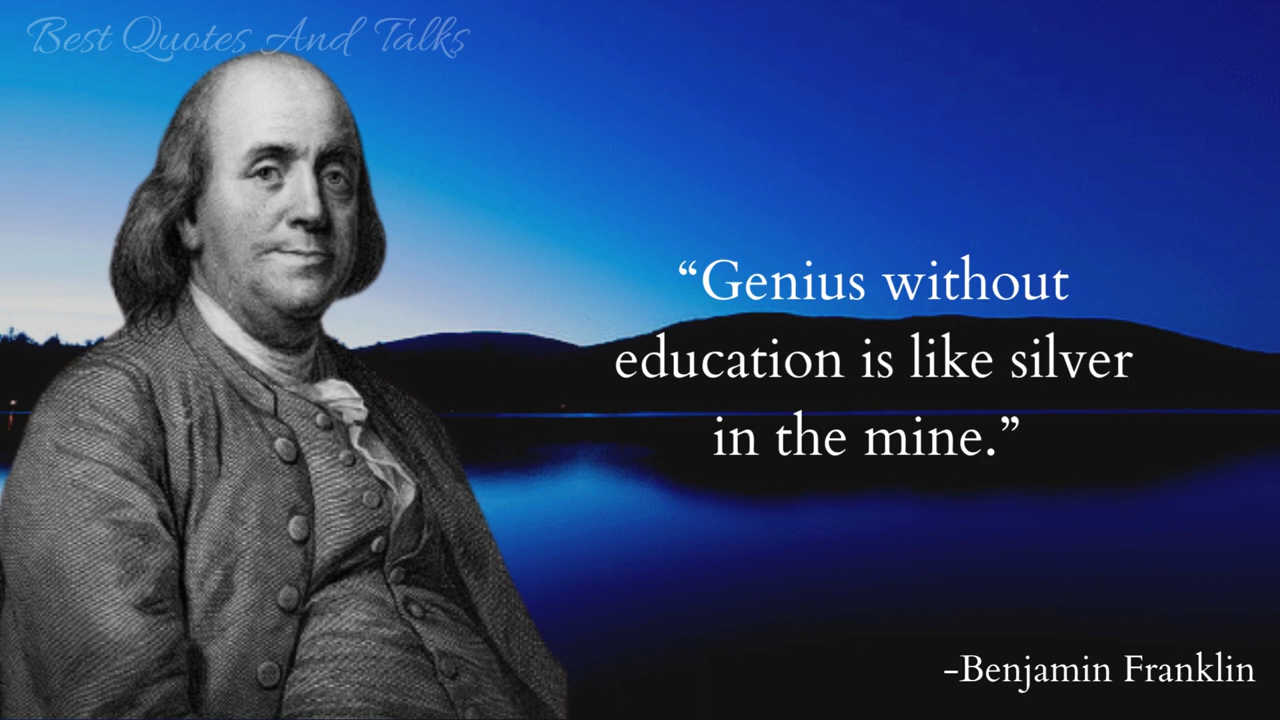 Best Quotes And Talks
“Genius without
education is like silver
in the mine.”
-Benjamin Franklin